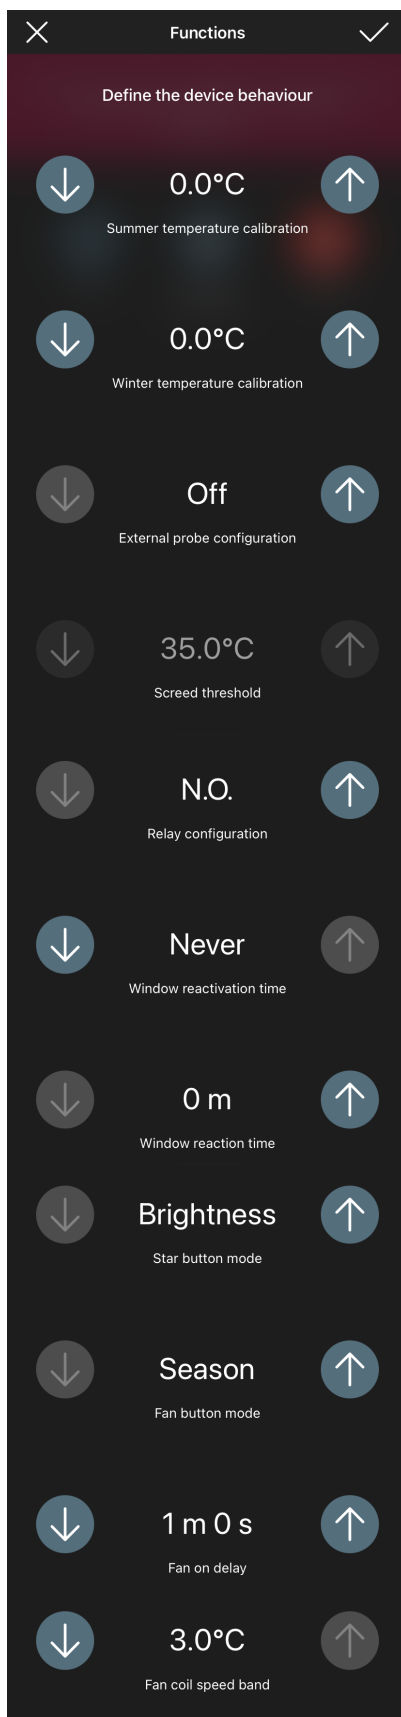 Functions
Define the device behaviour
0.0°C
Summer temperature calibration
0.0°C
Winter temperature calibration
Off
External probe configuration
35.0°C
Screed threshold
N.O.
Relay configuration
Never
Window reactivation time
0 m
Window reaction time
Brightness
Star button mode
Season
Fan button mode
1 m 0 s
Fan on delay
3.0°C
Fan coil speed band